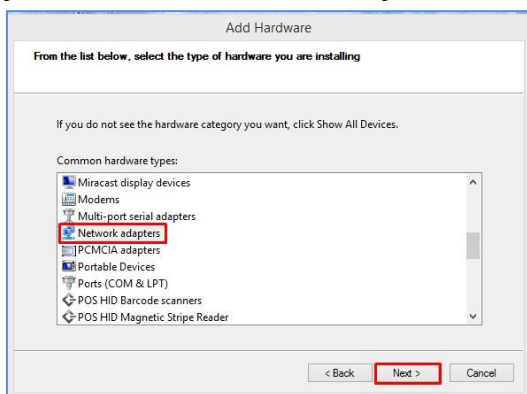 Add Hardware
From the list below, select the type of hardware you are installing
If you do not see the hardware category you want, click Show All Devices.
Common hardware types:
Miracast display devices
Modems
Multi-port serial adapters
Network adapters
PCMCIA adapters
Portable Devices
Ports (COM & LPT)
POS HID Barcode scanners
POS HID Magnetic Stripe Reader
< Back Next > Cancel